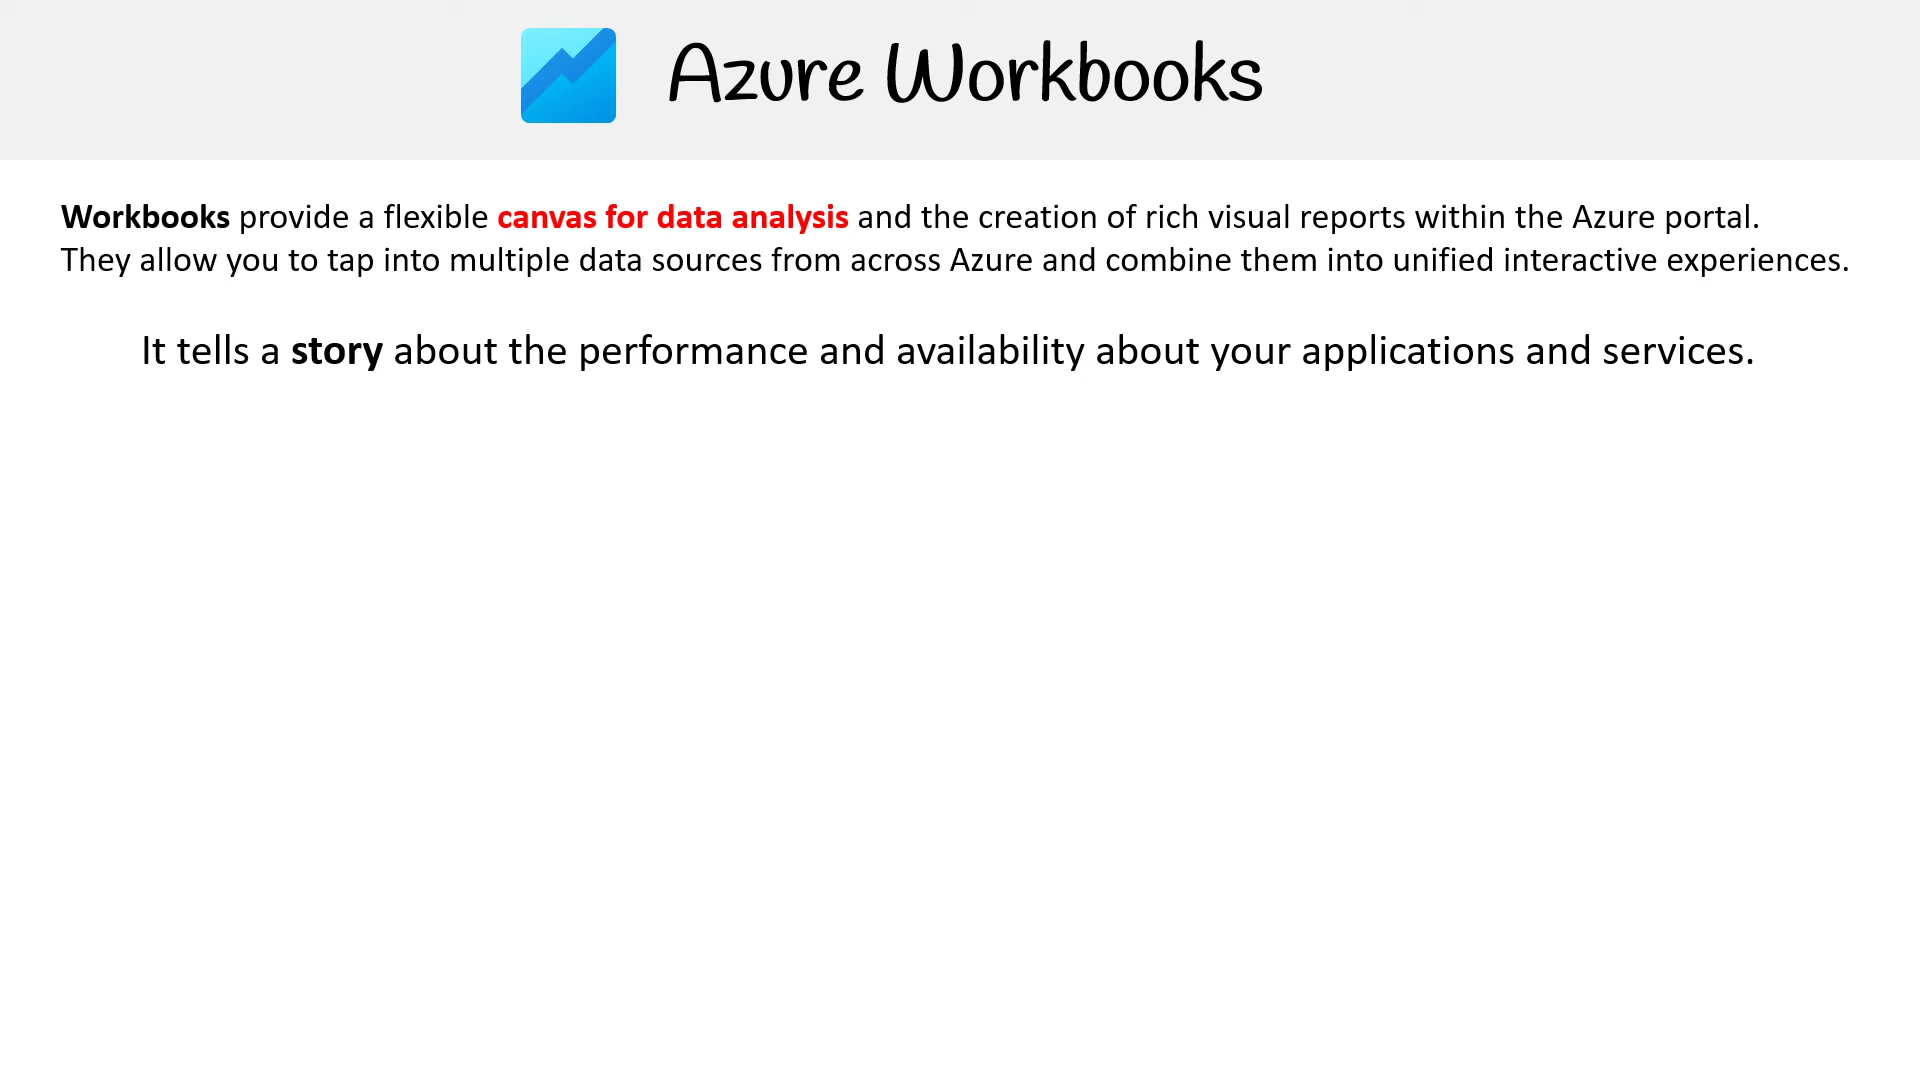 Azure Workbooks
Workbooks provide a flexible canvas for data analysis and the creation of rich visual reports within the Azure portal.
They allow you to tap into multiple data sources from across Azure and combine them into unified interactive experiences.
It tells a story about the performance and availability about your applications and services.